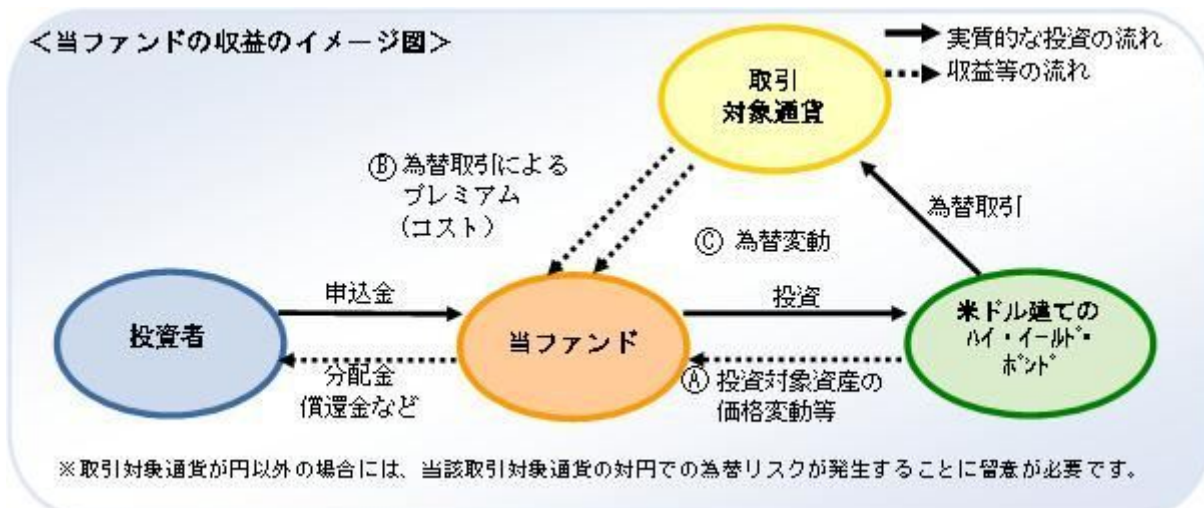 <当ファンドの収益のイメージ図>
実質的な投資の流れ
収益等の流れ
取引
対象通貨
Ⓑ 為替取引による
プレミアム
(コスト)
為替取引
Ⓒ 為替変動
投資者
申込金
分配金
償還金など
当ファンド
投資
Ⓐ 投資対象資産の
価格変動等
米ドル建ての
ハイ・イールド・
ボンド
※取引対象通貨が円以外の場合には、当該取引対象通貨の対円での為替リスクが発生することに留意が必要です。